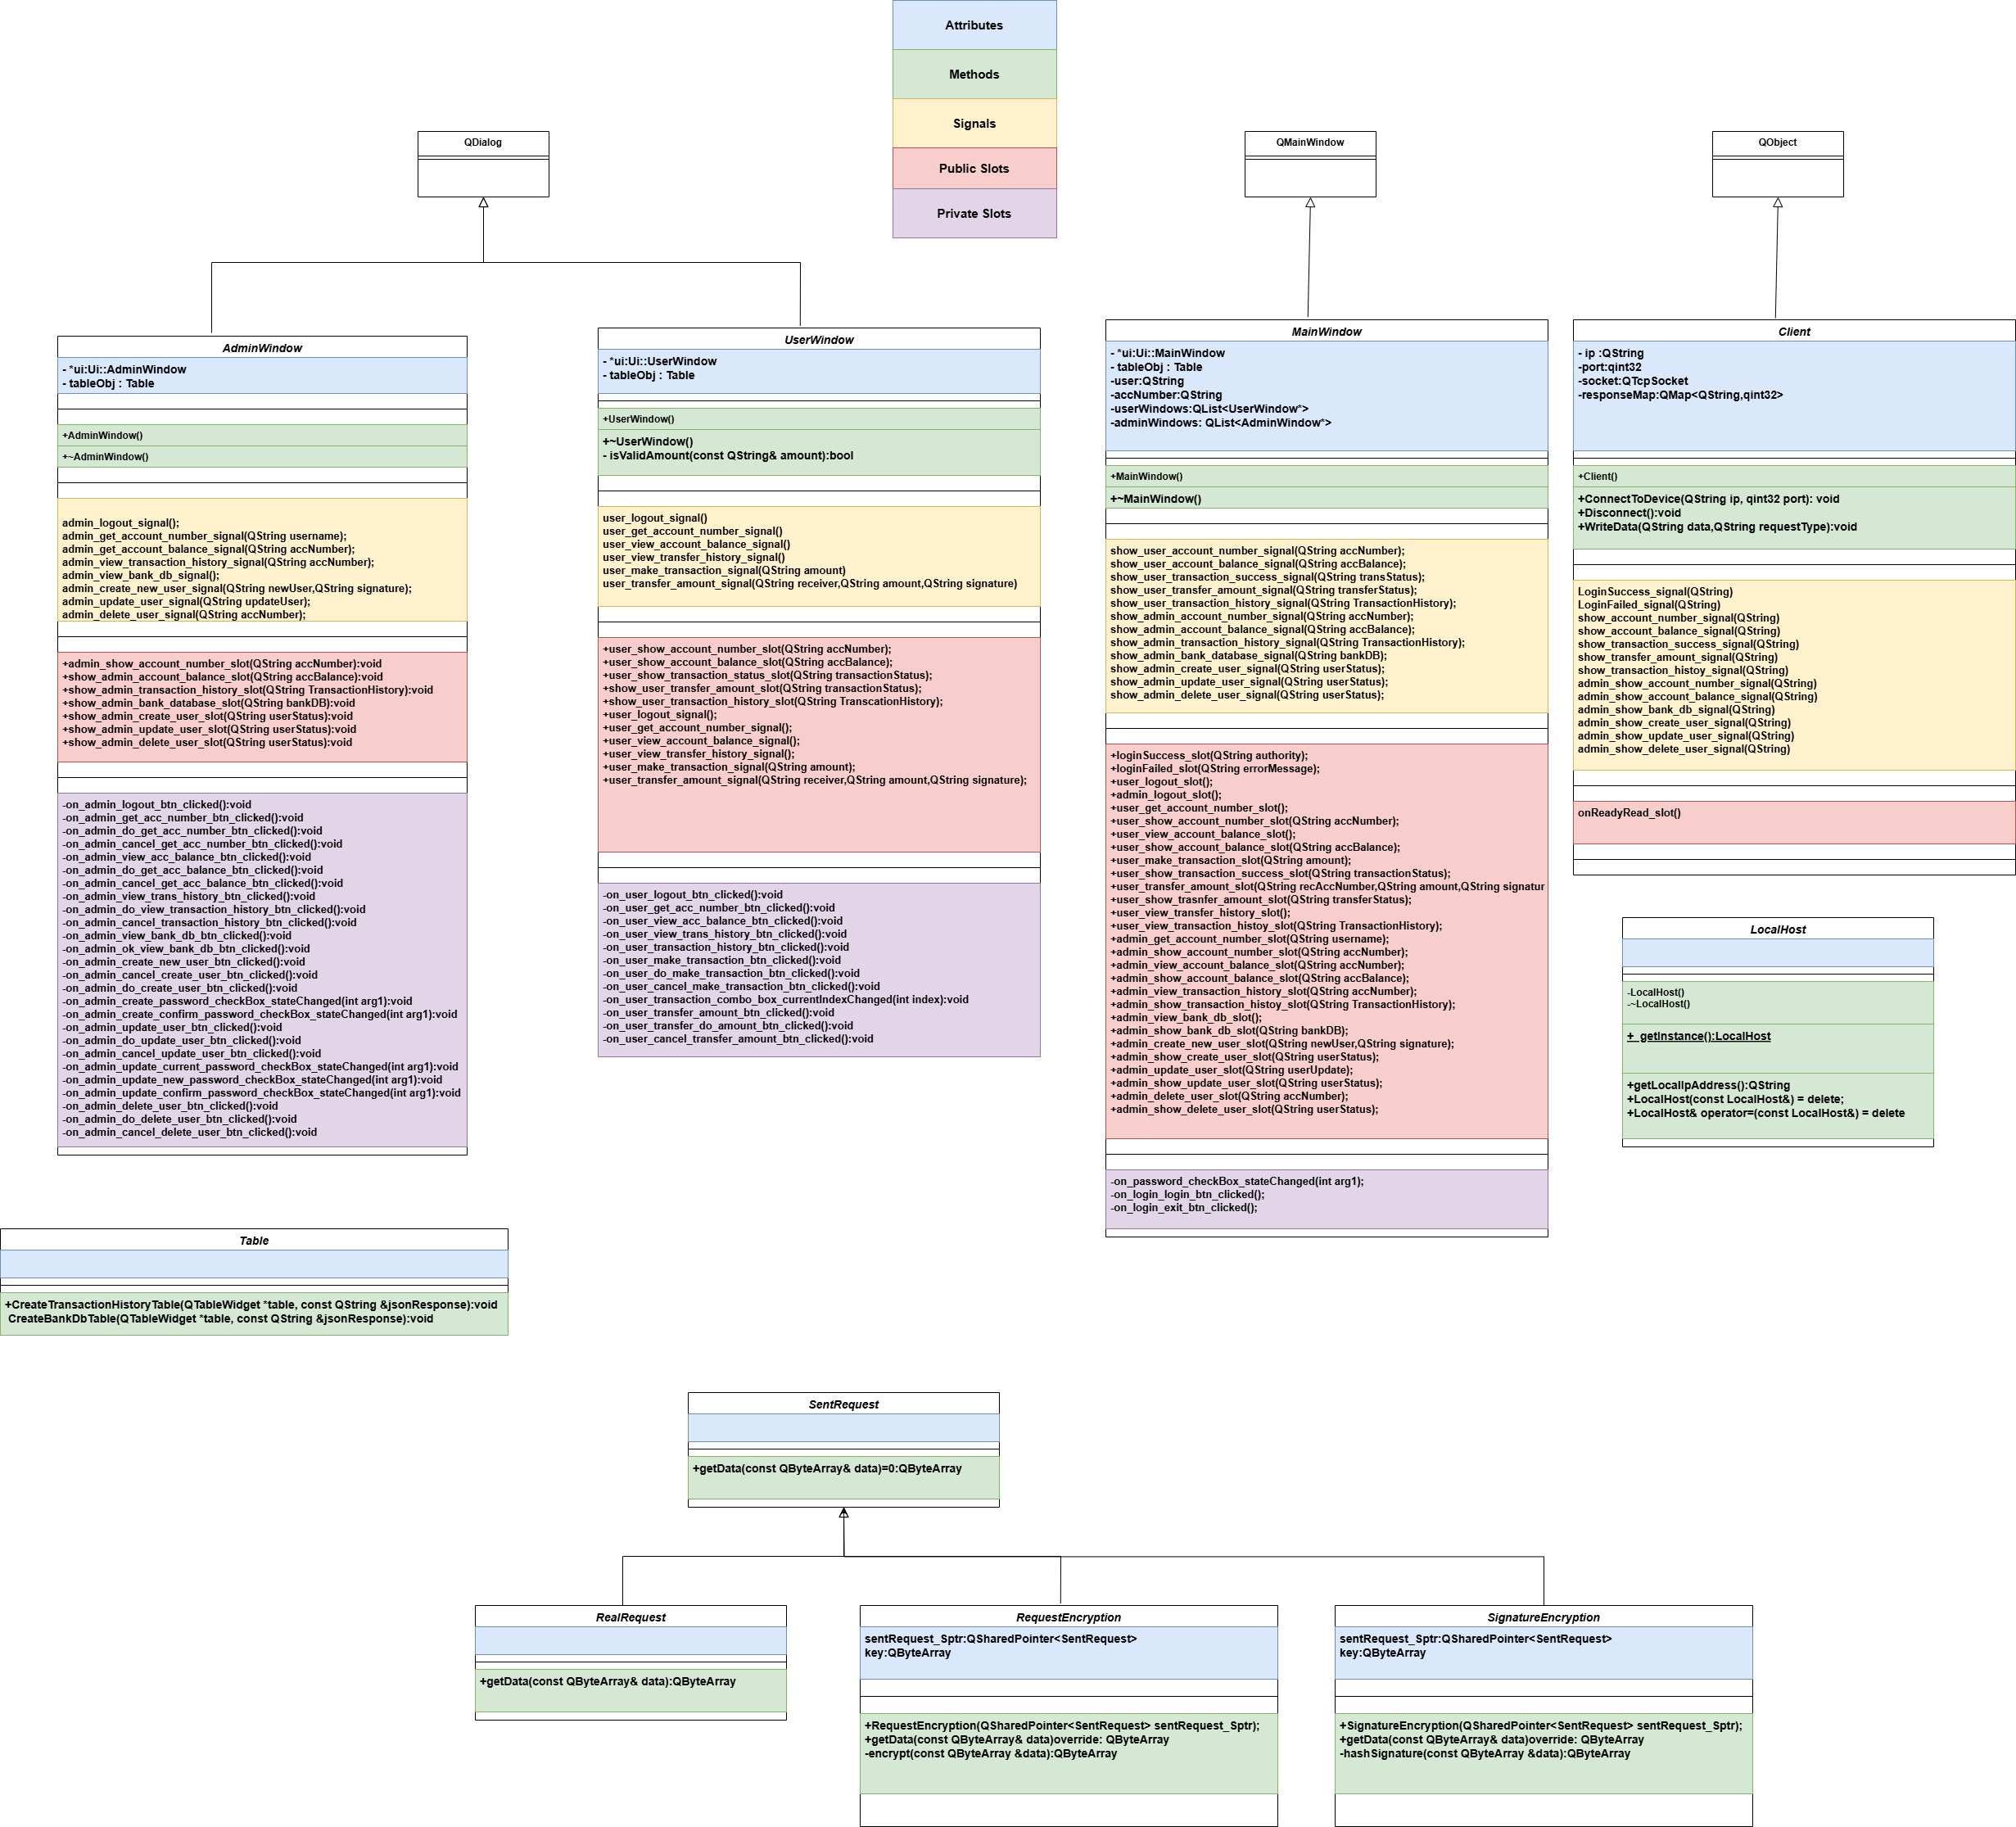 Attributes
Methods
Signals
Public Slots
Private Slots
QDialog
QMainWindow
QObject
AdminWindow
- *ui:Ui::AdminWindow
- tableObj : Table
+AdminWindow()
+~AdminWindow()
admin_logout_signal();
admin_get_account_number_signal(QString username);
admin_get_account_balance_signal(QString accNumber);
admin_view_transaction_history_signal(QString accNumber);
admin_view_bank_db_signal();
admin_create_new_user_signal(QString newUser,QString signature);
admin_update_user_signal(QString updateUser);
admin_delete_user_signal(QString accNumber);
+admin_show_account_number_slot(QString accNumber):void
+show_admin_account_balance_slot(QString accBalance):void
+show_admin_transaction_history_slot(QString TransactionHistory):void
+show_admin_bank_database_slot(QString bankDB):void
+show_admin_create_user_slot(QString userStatus):void
+show_admin_update_user_slot(QString userStatus):void
+show_admin_delete_user_slot(QString userStatus):void
-on_admin_logout_btn_clicked():void
-on_admin_get_acc_number_btn_clicked():void
-on_admin_do_get_acc_number_btn_clicked():void
-on_admin_cancel_get_acc_number_btn_clicked():void
-on_admin_view_acc_balance_btn_clicked():void
-on_admin_do_get_acc_balance_btn_clicked():void
-on_admin_cancel_get_acc_balance_btn_clicked():void
-on_admin_view_trans_history_btn_clicked():void
-on_admin_do_view_transaction_history_btn_clicked():void
-on_admin_cancel_transaction_history_btn_clicked():void
-on_admin_view_bank_db_btn_clicked():void
-on_admin_ok_view_bank_db_btn_clicked():void
-on_admin_create_new_user_btn_clicked():void
-on_admin_cancel_create_user_btn_clicked():void
-on_admin_do_create_user_btn_clicked():void
-on_admin_create_password_checkBox_stateChanged(int arg1):void
-on_admin_create_confirm_password_checkBox_stateChanged(int arg1):void
-on_admin_update_user_btn_clicked():void
-on_admin_do_update_user_btn_clicked():void
-on_admin_cancel_update_user_btn_clicked():void
-on_admin_update_current_password_checkBox_stateChanged(int arg1):void
-on_admin_update_new_password_checkBox_stateChanged(int arg1):void
-on_admin_update_confirm_password_checkBox_stateChanged(int arg1):void
-on_admin_delete_user_btn_clicked():void
-on_admin_do_delete_user_btn_clicked():void
-on_admin_cancel_delete_user_btn_clicked():void
UserWindow
- *ui:Ui::UserWindow
- tableObj : Table
+UserWindow()
+~UserWindow()
- isValidAmount(const QString& amount):bool
user_logout_signal()
user_get_account_number_signal()
user_view_account_balance_signal()
user_view_transfer_history_signal()
user_make_transaction_signal(QString amount)
user_transfer_amount_signal(QString receiver,QString amount,QString signature)
+user_show_account_number_slot(QString accNumber);
+user_show_account_balance_slot(QString accBalance);
+user_show_transaction_status_slot(QString transactionStatus);
+show_user_transfer_amount_slot(QString transactionStatus);
+show_user_transaction_history_slot(QString TranscationHistory);
+user_logout_signal();
+user_get_account_number_signal();
+user_view_account_balance_signal();
+user_view_transfer_history_signal();
+user_make_transaction_signal(QString amount);
+user_transfer_amount_signal(QString receiver,QString amount,QString signature);
-on_user_logout_btn_clicked():void
-on_user_get_acc_number_btn_clicked():void
-on_user_view_acc_balance_btn_clicked():void
-on_user_view_trans_history_btn_clicked():void
-on_user_transaction_history_btn_clicked():void
-on_user_make_transaction_btn_clicked():void
-on_user_do_make_transaction_btn_clicked():void
-on_user_cancel_make_transaction_btn_clicked():void
-on_user_transaction_combo_box_currentIndexChanged(int index):void
-on_user_transfer_amount_btn_clicked():void
-on_user_transfer_do_amount_btn_clicked():void
-on_user_cancel_transfer_amount_btn_clicked():void
MainWindow
- *ui:Ui::MainWindow
- tableObj : Table
-user:QString
-accNumber:QString
-userWindows:QList<UserWindow*>
-adminWindows: QList<AdminWindow*>
+MainWindow()
+~MainWindow()
show_user_account_number_signal(QString accNumber);
show_user_account_balance_signal(QString accBalance);
show_user_transaction_success_signal(QString transStatus);
show_user_transfer_amount_signal(QString transferStatus);
show_user_transaction_history_signal(QString TransactionHistory);
show_admin_account_number_signal(QString accNumber);
show_admin_account_balance_signal(QString accBalance);
show_admin_transaction_history_signal(QString TransactionHistory);
show_admin_bank_database_signal(QString bankDB);
show_admin_create_user_signal(QString userStatus);
show_admin_update_user_signal(QString userStatus);
show_admin_delete_user_signal(QString userStatus);
+loginSuccess_slot(QString authority);
+loginFailed_slot(QString errorMessage);
+user_logout_slot();
+admin_logout_slot();
+user_get_account_number_slot();
+user_show_account_number_slot(QString accNumber);
+user_view_account_balance_slot();
+user_show_account_balance_slot(QString accBalance);
+user_make_transaction_slot(QString amount);
+user_show_transaction_success_slot(QString transactionStatus);
+user_transfer_amount_slot(QString recAccNumber,QString amount,QString signatur
+user_show_trasnfer_amount_slot(QString transferStatus);
+user_view_transfer_history_slot();
+user_view_transaction_histoy_slot(QString TransactionHistory);
+admin_get_account_number_slot(QString username);
+admin_show_account_number_slot(QString accNumber);
+admin_view_account_balance_slot(QString accNumber);
+admin_show_account_balance_slot(QString accBalance);
+admin_view_transaction_history_slot(QString accNumber);
+admin_show_transaction_histoy_slot(QString TransactionHistory);
+admin_view_bank_db_slot();
+admin_show_bank_db_slot(QString bankDB);
+admin_create_new_user_slot(QString newUser,QString signature);
+admin_show_create_user_slot(QString userStatus);
+admin_update_user_slot(QString userUpdate);
+admin_show_update_user_slot(QString userStatus);
+admin_delete_user_slot(QString accNumber);
+admin_show_delete_user_slot(QString userStatus);
-on_password_checkBox_stateChanged(int arg1);
-on_login_login_btn_clicked();
-on_login_exit_btn_clicked();
Client
- ip :QString
-port:qint32
-socket:QTcpSocket
-responseMap:QMap<QString,qint32>
+Client()
+ConnectToDevice(QString ip, qint32 port): void
+Disconnect():void
+WriteData(QString data,QString requestType):void
LoginSuccess_signal(QString)
LoginFailed_signal(QString)
show_account_number_signal(QString)
show_account_balance_signal(QString)
show_transaction_success_signal(QString)
show_transfer_amount_signal(QString)
show_transaction_histoy_signal(QString)
admin_show_account_number_signal(QString)
admin_show_account_balance_signal(QString)
admin_show_bank_db_signal(QString)
admin_show_create_user_signal(QString)
admin_show_update_user_signal(QString)
admin_show_delete_user_signal(QString)
onReadyRead_slot()
LocalHost
-LocalHost()
-~LocalHost()
+ getInstance():LocalHost
+getLocalIpAddress():QString
+LocalHost(const LocalHost&) = delete;
+LocalHost& operator=(const LocalHost&) = delete
Table
+CreateTransactionHistoryTable(QTableWidget *table, const QString &jsonResponse):void
CreateBankDbTable(QTableWidget *table, const QString &jsonResponse):void
SentRequest
+getData(const QByteArray& data)=0:QByteArray
RealRequest
+getData(const QByteArray& data):QByteArray
RequestEncryption
sentRequest_Sptr:QSharedPointer<SentRequest>
key:QByteArray
+RequestEncryption(QSharedPointer<SentRequest> sentRequest_Sptr);
+getData(const QByteArray& data)override: QByteArray
-encrypt(const QByteArray &data):QByteArray
SignatureEncryption
sentRequest_Sptr:QSharedPointer<SentRequest>
key:QByteArray
+SignatureEncryption(QSharedPointer<SentRequest> sentRequest_Sptr);
+getData(const QByteArray& data)override: QByteArray
-hashSignature(const QByteArray &data):QByteArray